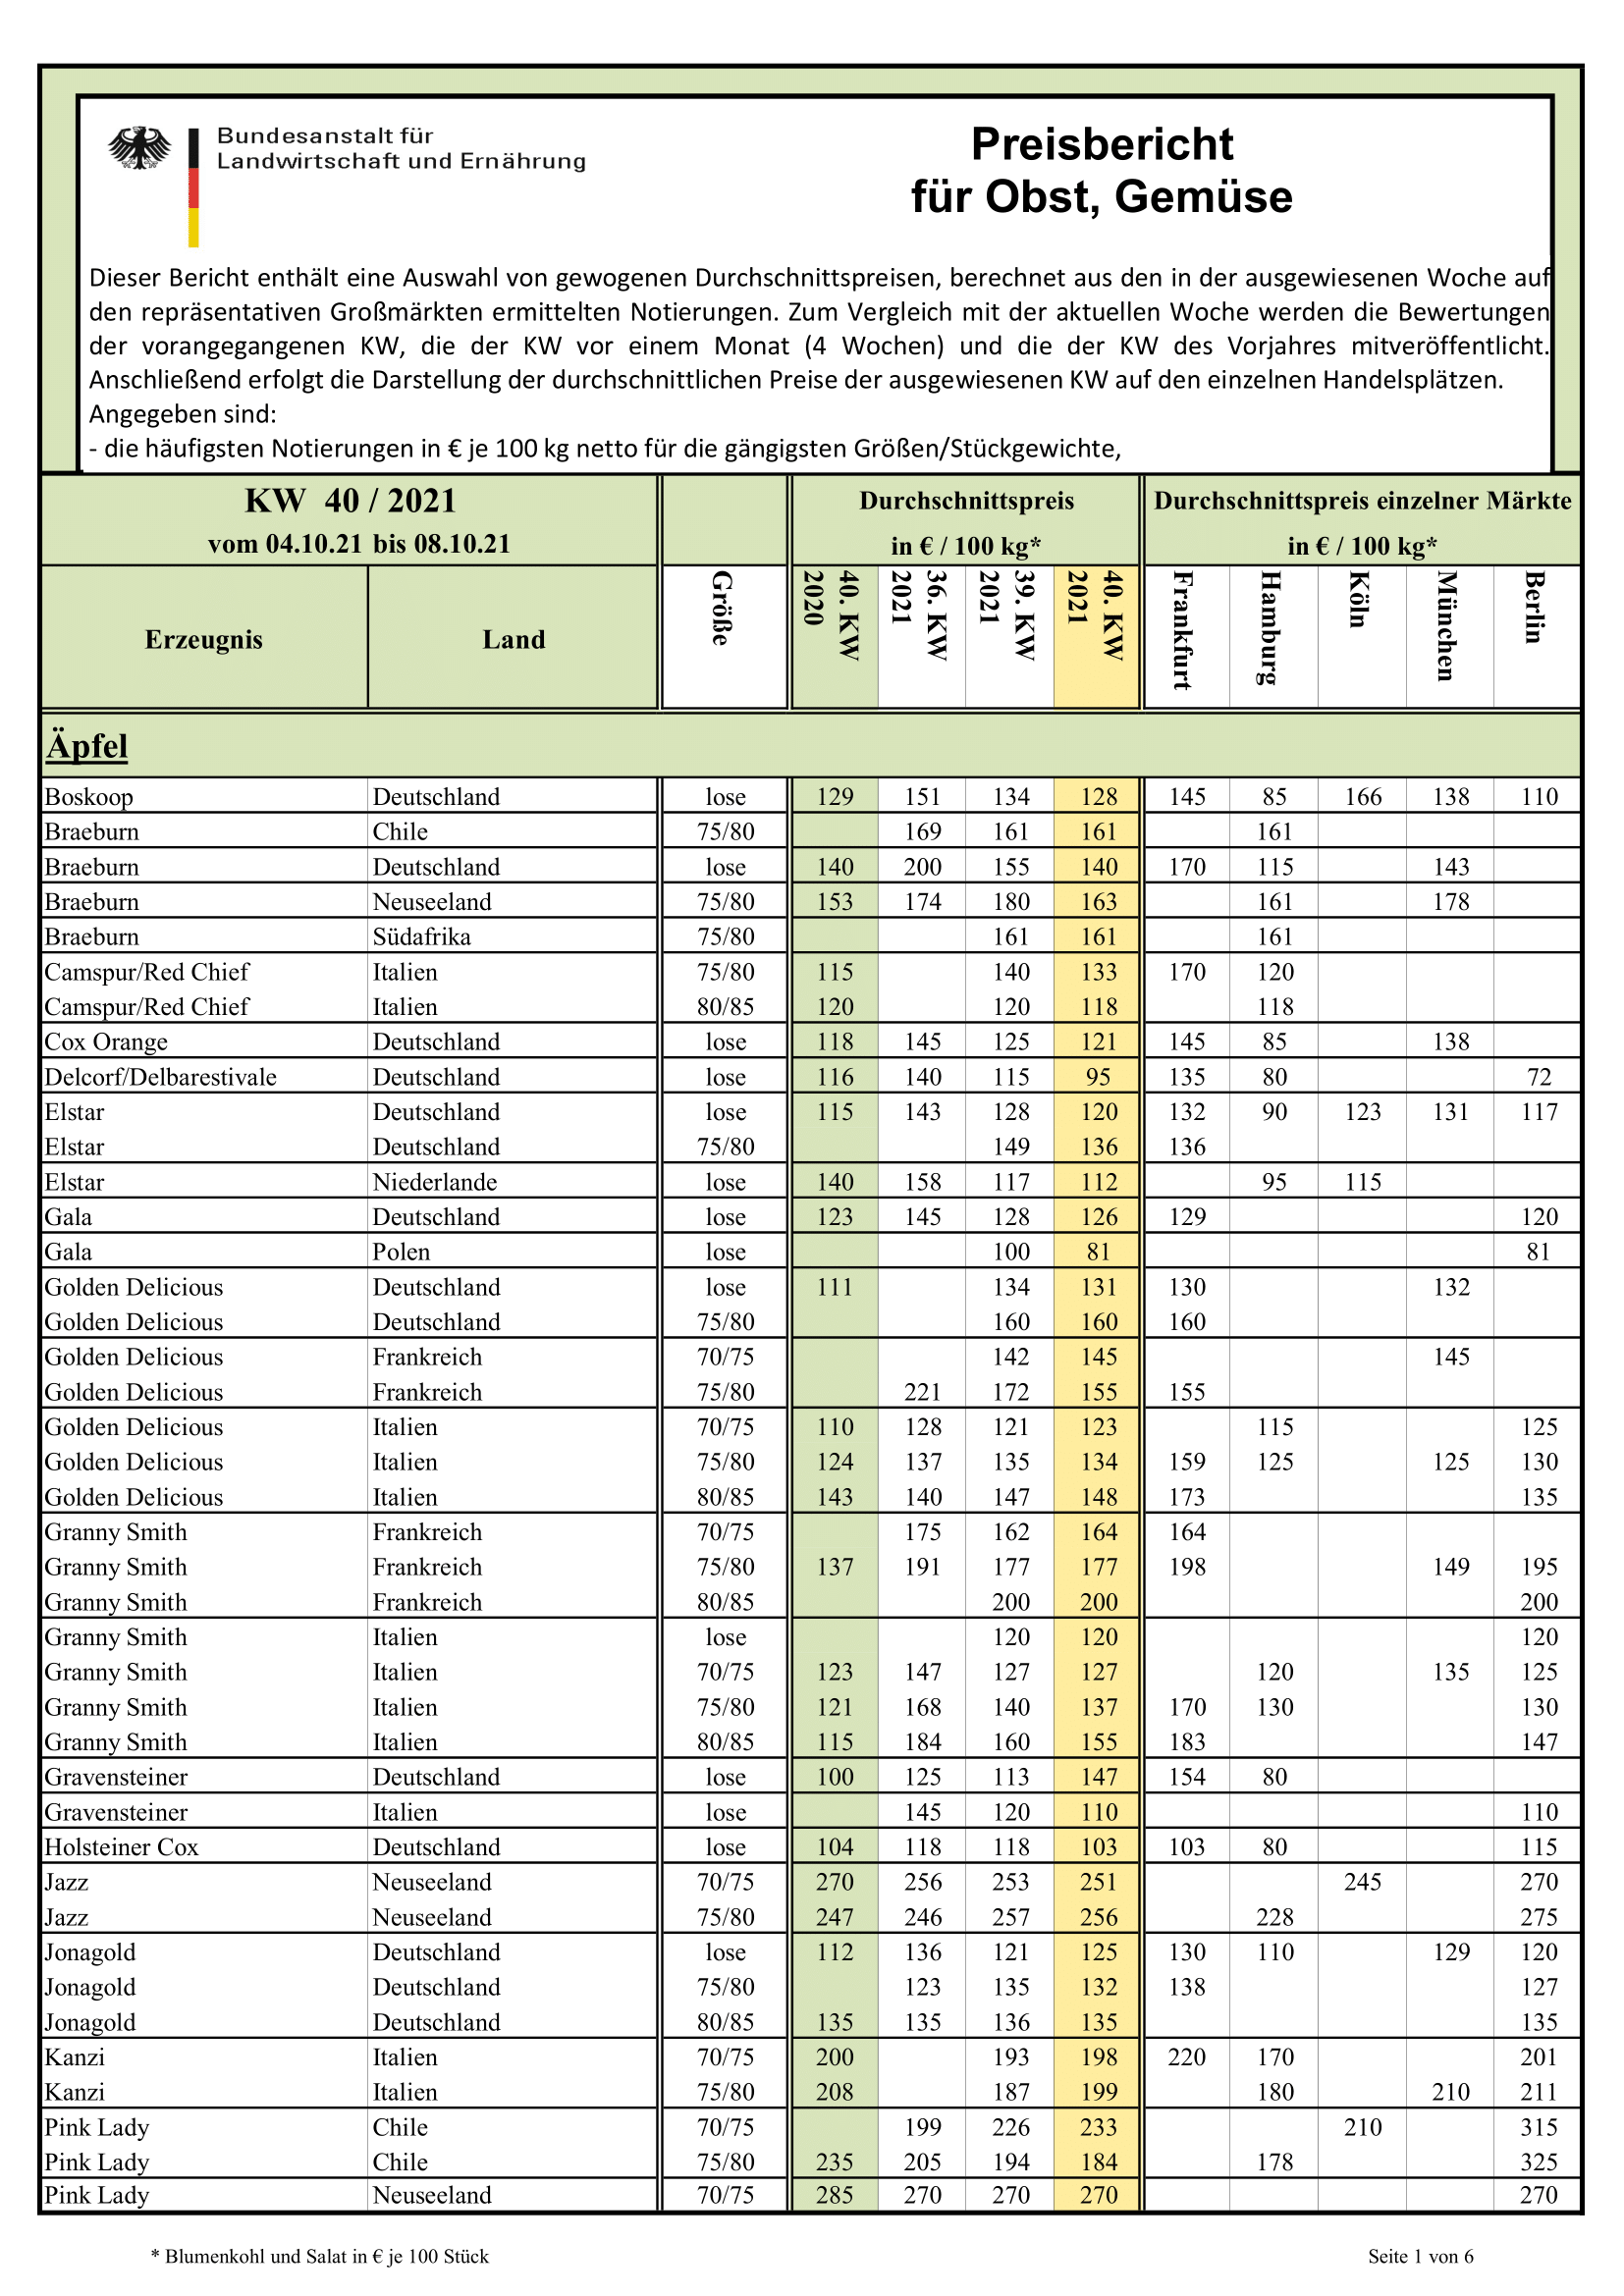 Bundesanstalt für
Landwirtschaft und Ernährung
Preisbericht
für Obst, Gemüse
Dieser Bericht enthält eine Auswahl von gewogenen Durchschnittspreisen, berechnet aus den in der ausgewiesenen Woche auf
den repräsentativen Großmärkten ermittelten Notierungen. Zum Vergleich mit der aktuellen Woche werden die Bewertungen
der vorangegangenen KW, die der KW vor einem Monat (4 Wochen) und die der KW des Vorjahres mitveröffentlicht.
Anschließend erfolgt die Darstellung der durchschnittlichen Preise der ausgewiesenen KW auf den einzelnen Handelsplätzen.
Angegeben sind:
- die häufigsten Notierungen in € je 100 kg netto für die gängigsten Größen/Stückgewichte,
KW 40 / 2021 Durchschnittspreis Durchschnittspreis einzelner Märkte
vom 04.10.21 bis 08.10.21 in € / 100 kg* in € / 100 kg*
Erzeugnis Land Größe 40. KW 2020 36. KW 2021 39. KW 2021 40. KW 2021 Frankfurt Hamburg Köln München Berlin
Äpfel
Boskoop Deutschland lose 129 151 134 128 145 85 166 138 110
Braeburn Chile 75/80 169 161 161 161
Braeburn Deutschland lose 140 200 155 140 170 115 143
Braeburn Neuseeland 75/80 153 174 180 163 161 178
Braeburn Südafrika 75/80 161 161 161
Camspur/Red Chief Italien 75/80 115 140 133 170 120
Camspur/Red Chief Italien 80/85 120 120 118 118
Cox Orange Deutschland lose 118 145 125 121 145 85 138
Delcorf/Delbarestivale Deutschland lose 116 140 115 95 135 80 72
Elstar Deutschland lose 115 143 128 120 132 90 123 131 117
Elstar Deutschland 75/80 149 136 136
Elstar Niederlande lose 140 158 117 112 95 115
Gala Deutschland lose 123 145 128 126 129 120
Gala Polen lose 100 81 81
Golden Delicious Deutschland lose 111 134 131 130 132
Golden Delicious Deutschland 75/80 160 160 160
Golden Delicious Frankreich 70/75 142 145 145
Golden Delicious Frankreich 75/80 221 172 155 155
Golden Delicious Italien 70/75 110 128 121 123 115 125
Golden Delicious Italien 75/80 124 137 135 134 159 125 125 130
Golden Delicious Italien 80/85 143 140 147 148 173 135
Granny Smith Frankreich 70/75 175 162 164 164
Granny Smith Frankreich 75/80 137 191 177 177 198 149 195
Granny Smith Frankreich 80/85 200 200 200
Granny Smith Italien lose 120 120 120
Granny Smith Italien 70/75 123 147 127 127 120 135 125
Granny Smith Italien 75/80 121 168 140 137 170 130 130
Granny Smith Italien 80/85 115 184 160 155 183 147
Gravensteiner Deutschland lose 100 125 113 147 154 80
Gravensteiner Italien lose 145 120 110 110
Holsteiner Cox Deutschland lose 104 118 118 103 103 80 115
Jazz Neuseeland 70/75 270 256 253 251 245 270
Jazz Neuseeland 75/80 247 246 257 256 228 275
Jonagold Deutschland lose 112 136 121 125 130 110 129 120
Jonagold Deutschland 75/80 123 135 132 138 127
Jonagold Deutschland 80/85 135 135 136 135 135
Kanzi Italien 70/75 200 193 198 220 170 201
Kanzi Italien 75/80 208 187 199 180 210 211
Pink Lady Chile 70/75 199 226 233 210 315
Pink Lady Chile 75/80 235 205 194 184 178 325
Pink Lady Neuseeland 70/75 285 270 270 270 270
* Blumenkohl und Salat in € je 100 Stück Seite 1 von 6